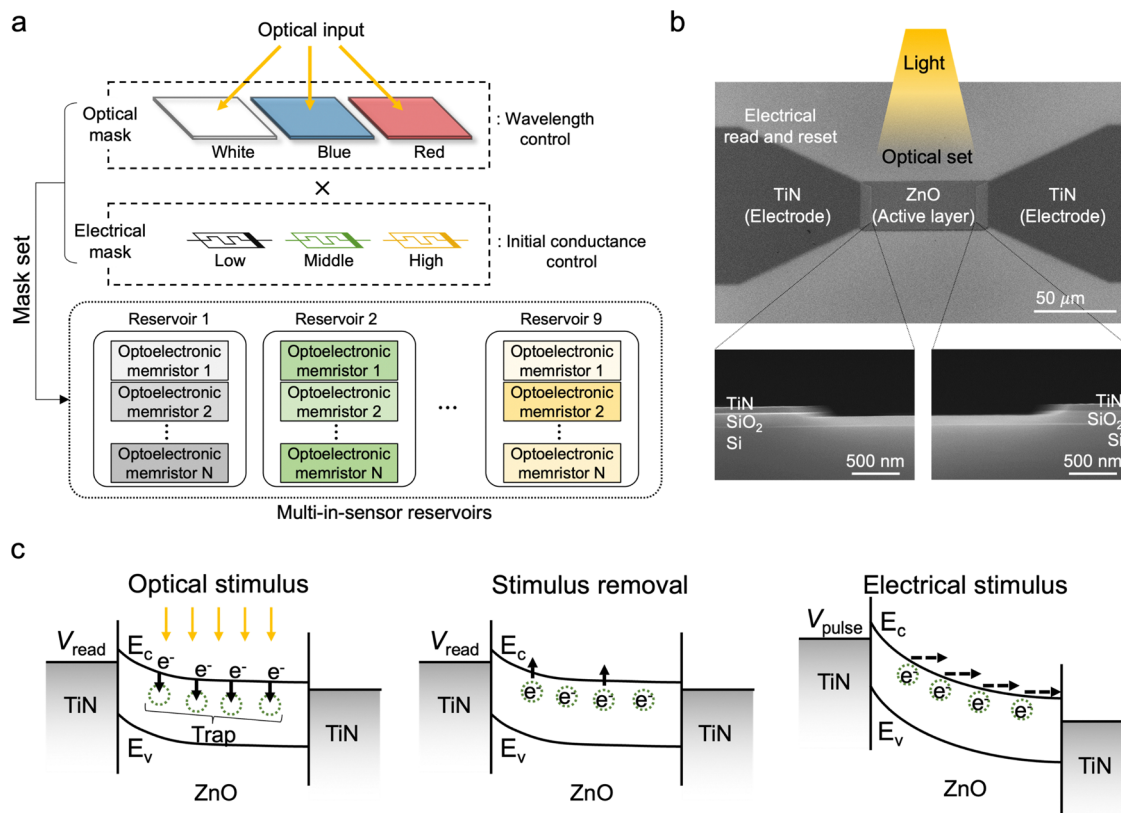 a
Optical input
Optical
mask
White
Blue
Red
: Wavelength
control
×
Electrical
mask
Low
Middle
High
: Initial conductance
control
Mask set
Reservoir 1
Optoelectronic
memristor 1
Optoelectronic
memristor 2
Optoelectronic
memristor N
Reservoir 2
Optoelectronic
memristor 1
Optoelectronic
memristor 2
Optoelectronic
memristor N
...
Reservoir 9
Optoelectronic
memristor 1
Optoelectronic
memristor 2
Optoelectronic
memristor N
Multi-in-sensor reservoirs
b
Light
Electrical
read and reset
Optical set
TiN
(Electrode)
ZnO
(Active layer)
TiN
(Electrode)
50 μm
TiN
SiO2
Si
500 nm
TiN
SiO2
Si
500 nm
c
Optical stimulus
Vread
Ec
e- e- e- e-
TiN
Trap
Ev
TiN
ZnO
Stimulus removal
Vread
Ec
e- e- e- e-
TiN
Ev
TiN
ZnO
Electrical stimulus
Vpulse
Ec
e- e- e- e-
TiN
Ev
TiN
ZnO